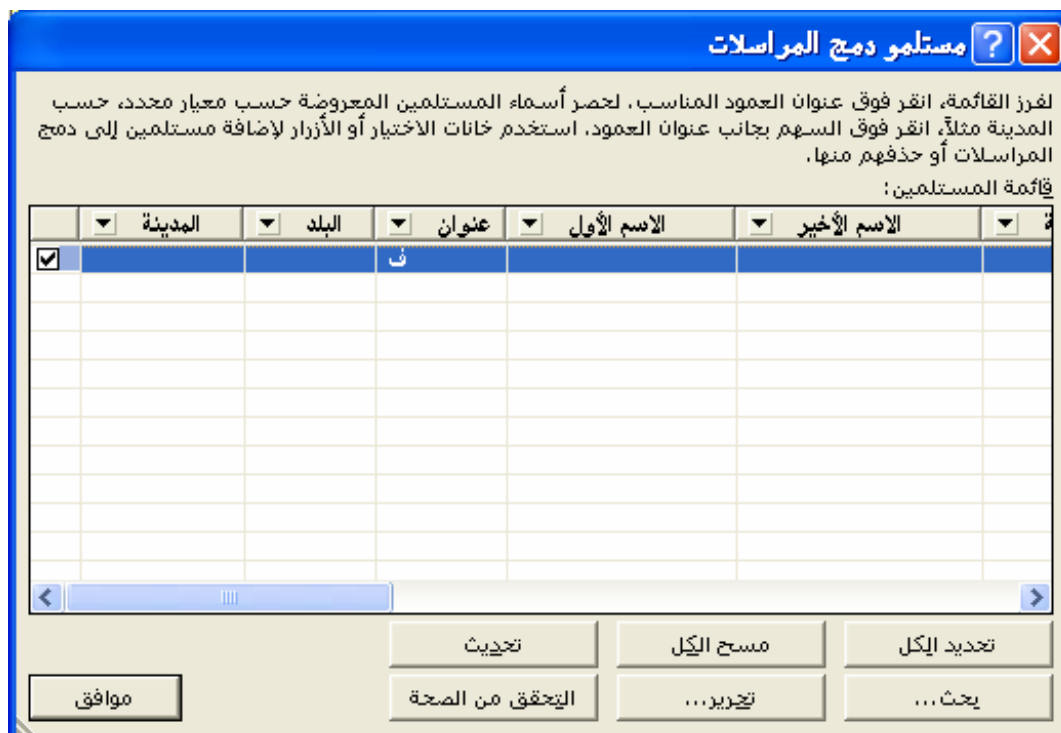 مستلمو دمج المراسلات
لفرز القائمة، انقر فوق عنوان العمود المناسب. لحصر أسماء المستلمين المعروضة حسب معيار محدد، حسب
المدينة مثلاً، انقر فوق السهم بجانب عنوان العمود. استخدم خانات الاختيار أو الأزرار لإضافة مستلمين إلى دمج
المراسلات أو حذفهم منها.
قائمة المستلمين:
ة الاسم الأخير الاسم الأول عنوان البلد المدينة
ف
تحديد الكل مسح الكل تحديث
بحث... تحرير... التحقق من الصحة موافق